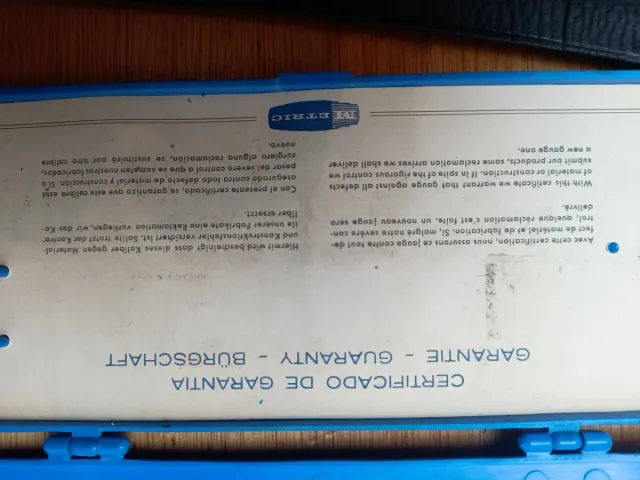 CERTIFICADO DE GARANTIA
GARANTIE - GUARANTY - BÜRGSCHAFT
Avec cette certification, nous assurons ce jauge contre tout de-
fect de matériel et de fabrication. Si, malgré notre severe con-
trol, quelque réclamation c'est faite, un nouveau jauge sera
délivré.
With this certificate we warrant that gauge against all defects
of material or construction. If in spite of the rigorous control we
submit our products, some reclamation arrives we shall deliver
a new gauge one.
Hiermit bescheinigt dass dieses Kaliber gegen Material-
und Konstruktionsfehler versichert ist. Sollte trotz der Kontro-
lle unserer Fabrikate eine Reklamation vorliegen, wir das Ka-
liber ersetzt.
Con el presente certificado, se garantiza que este calibre está
asegurado contra todo defecto de material y construcción. Si a
pesar del severo control a que se somplen nuestros fabricados,
surgiera alguna reclamación, se sustituirá por otro calibre
nuevo.
METRIC